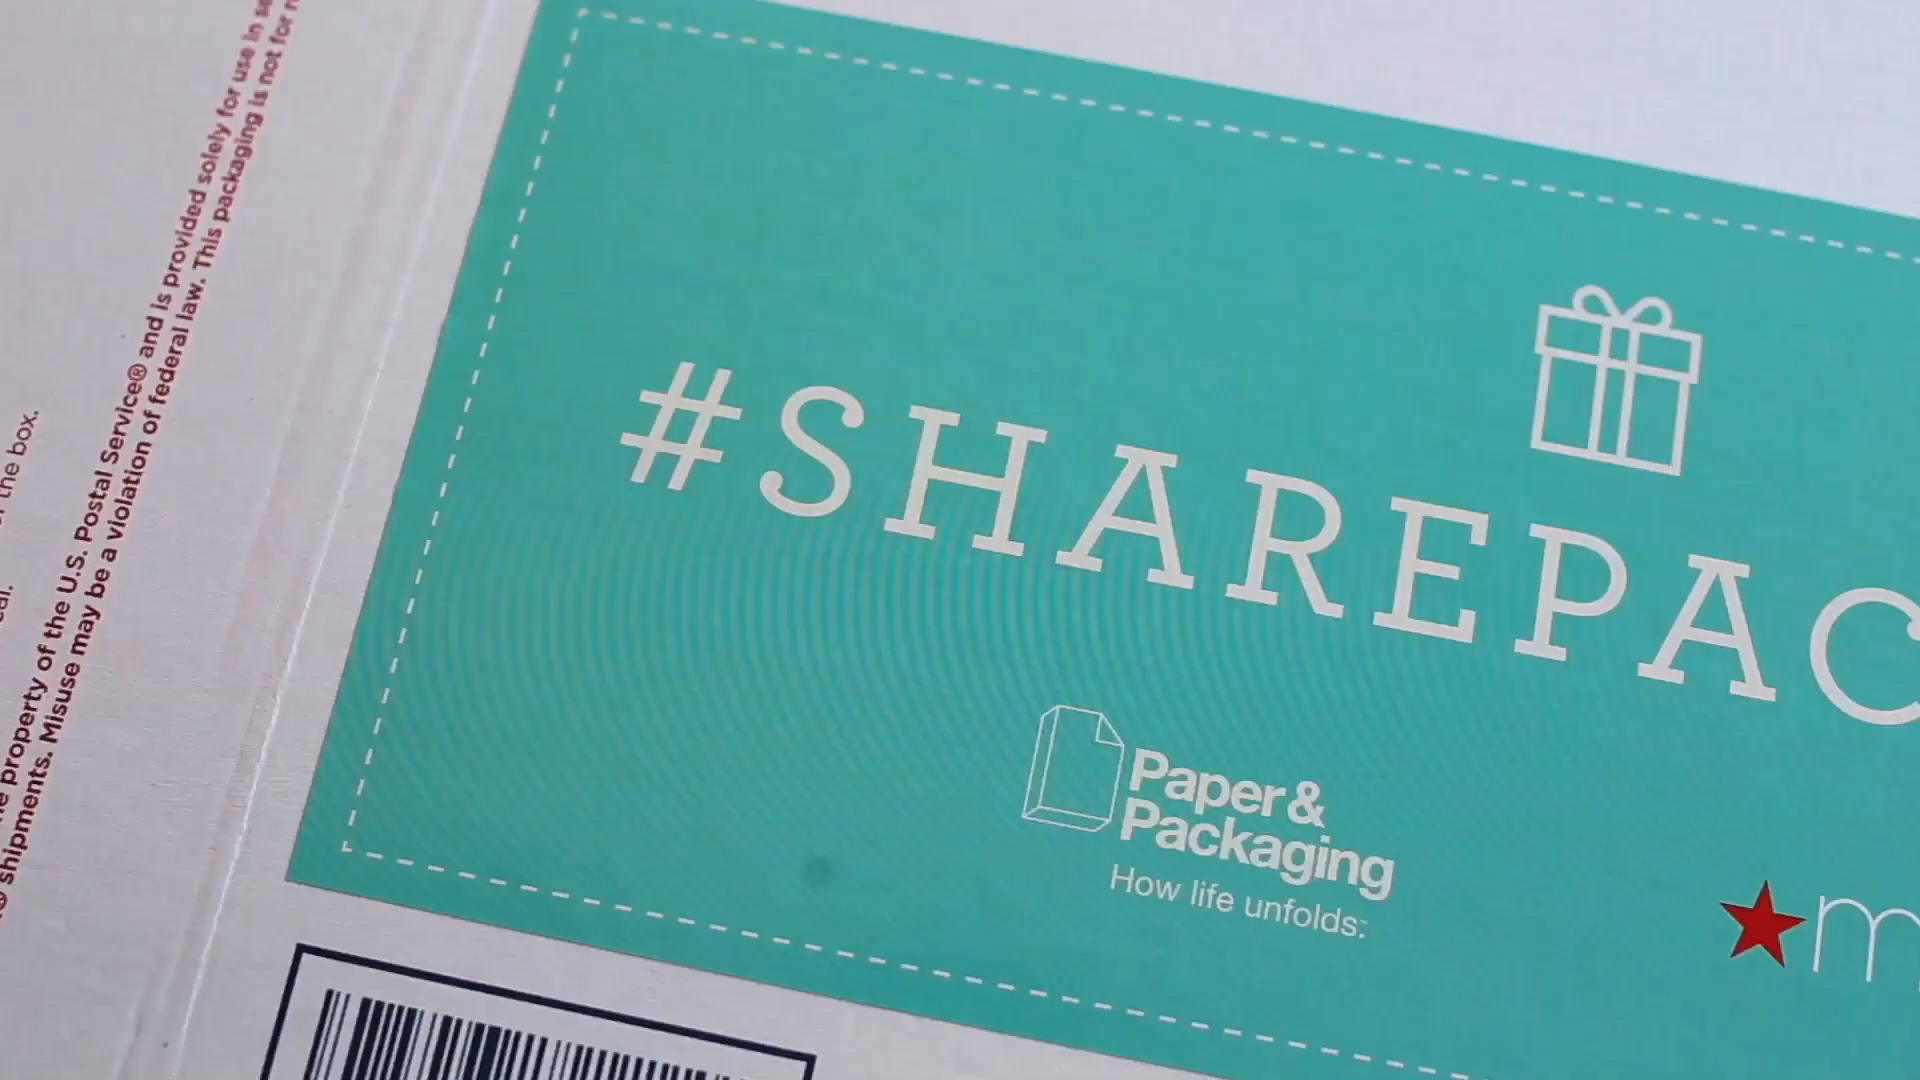 property of the U.S. Postal Service® and is provided solely for use in
shipments. Misuse may be a violation of federal law. This packaging is not for
the box.
#SHAREPAC
Paper &
Packaging
How life unfolds.
m